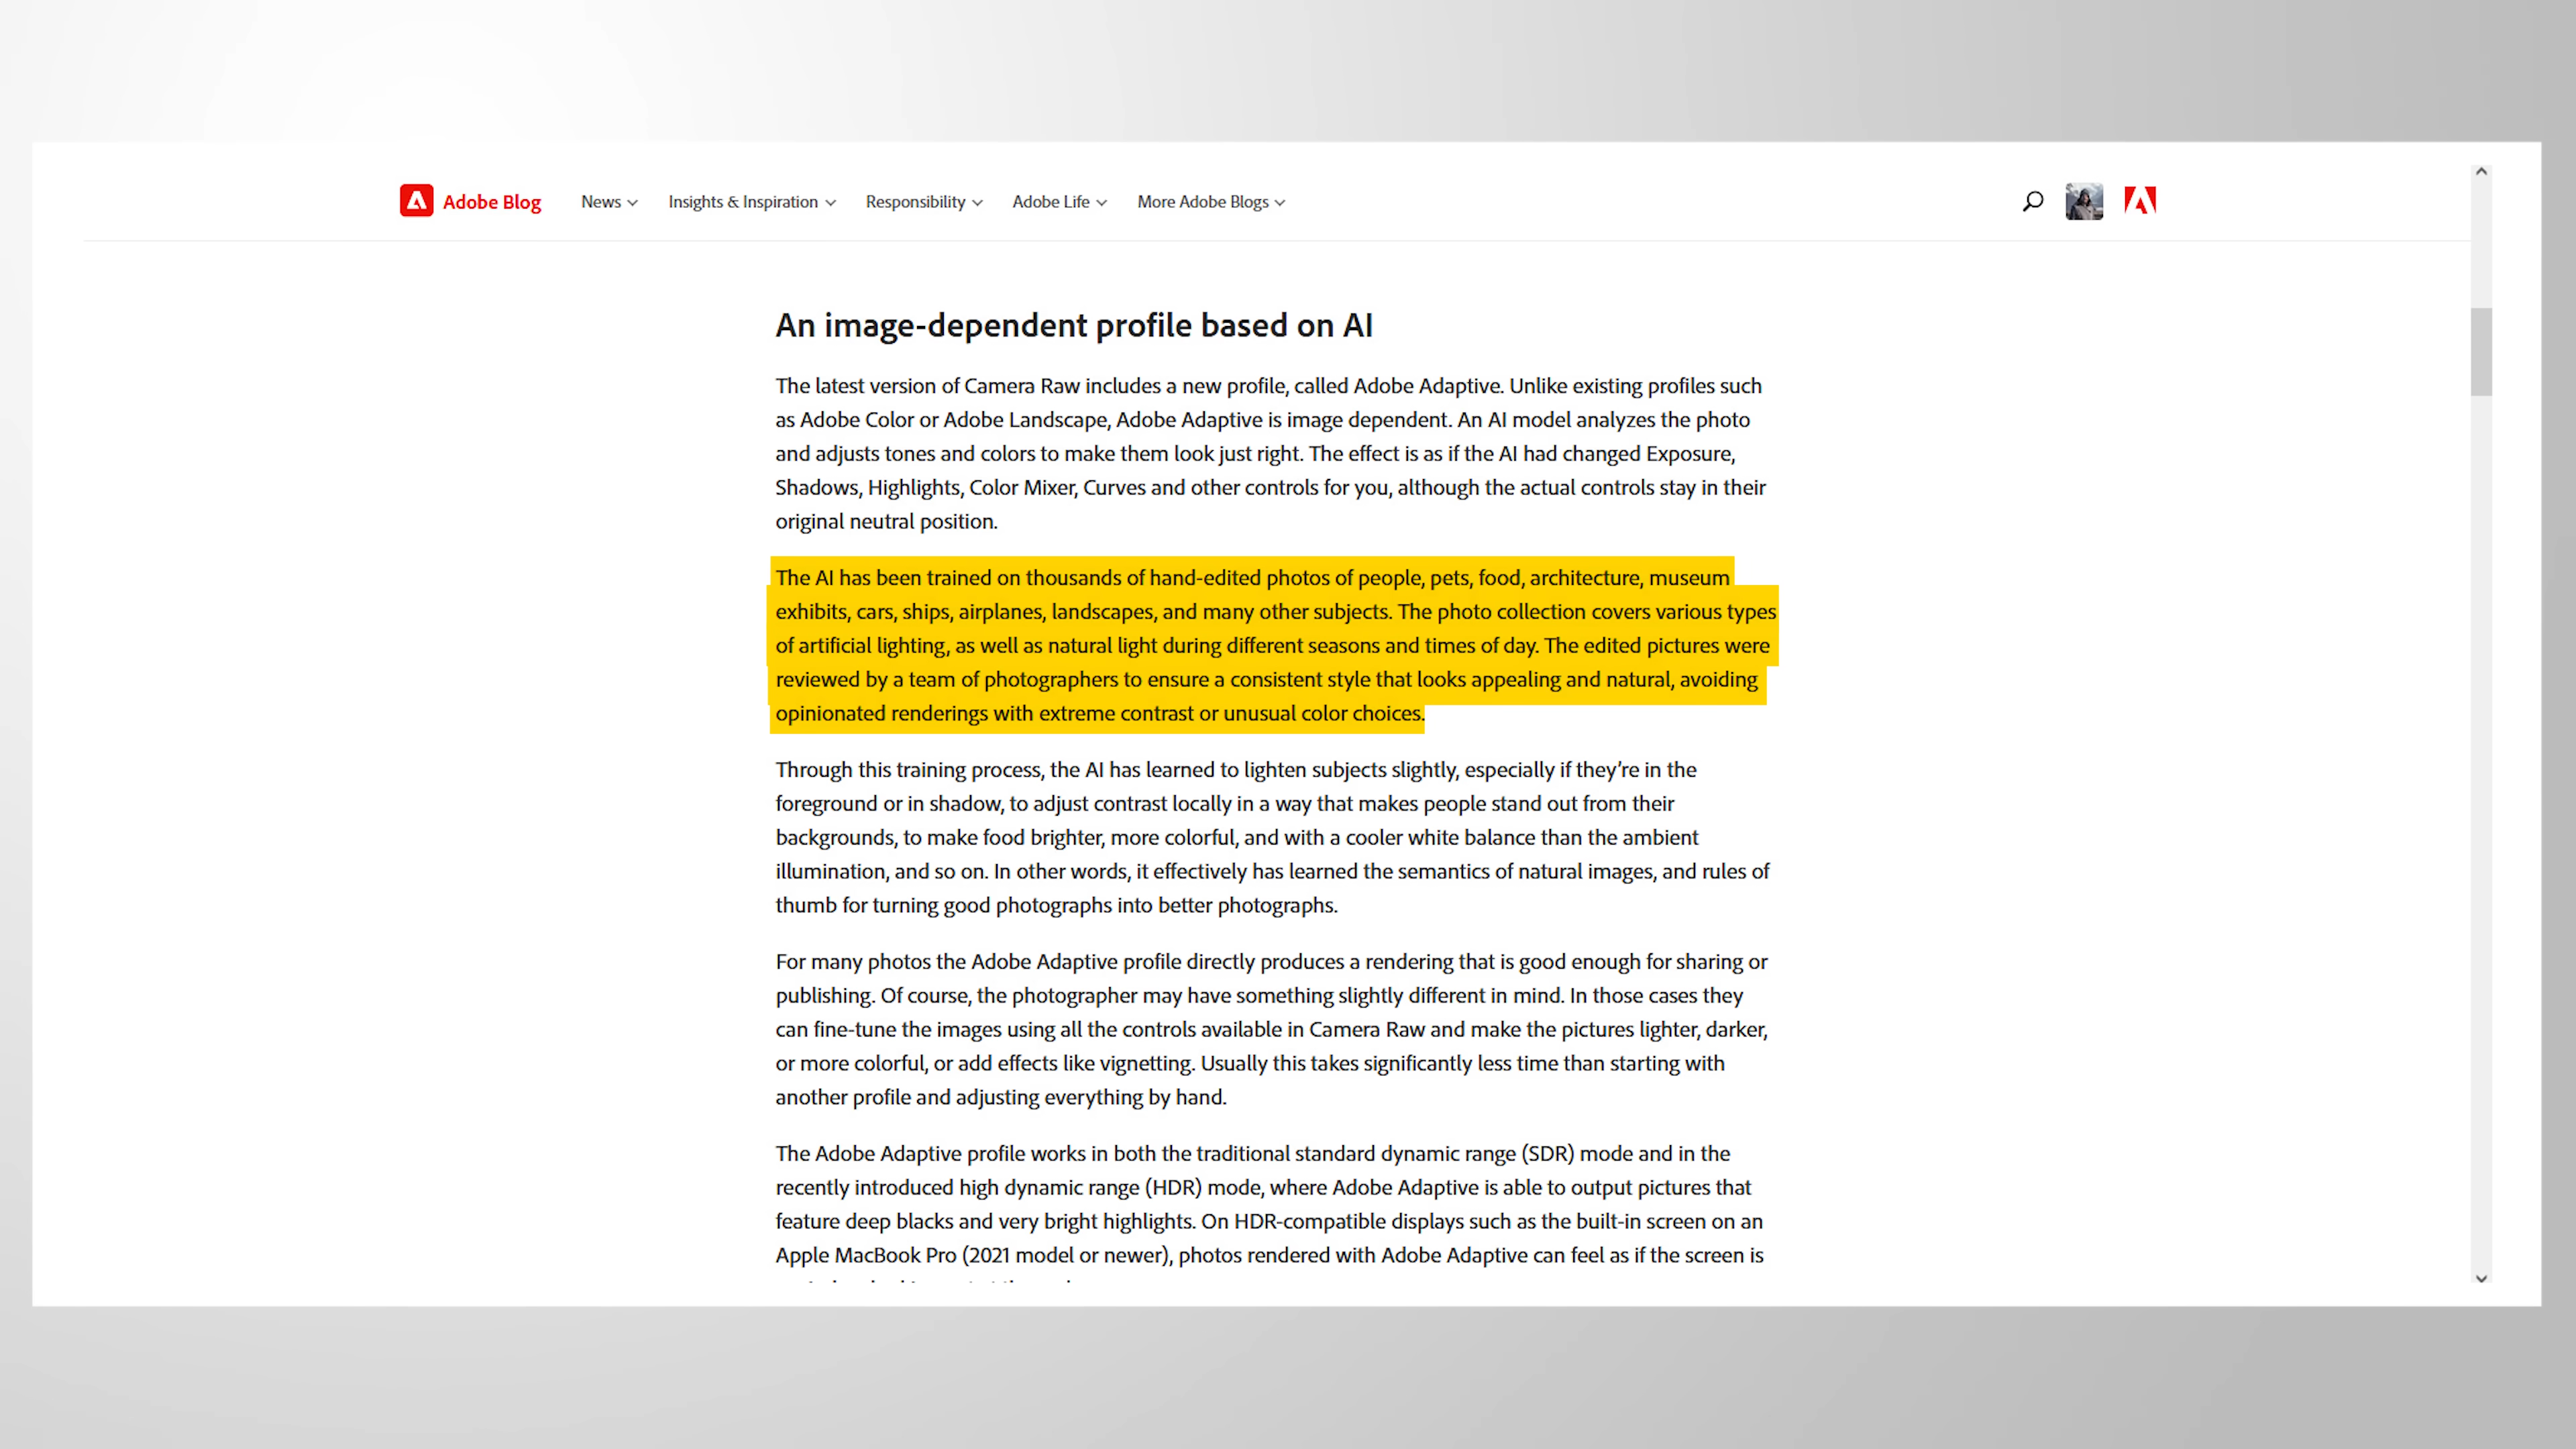 Adobe Blog News Insights & Inspiration Responsibility Adobe Life More Adobe Blogs
An image-dependent profile based on AI
The latest version of Camera Raw includes a new profile, called Adobe Adaptive. Unlike existing profiles such
as Adobe Color or Adobe Landscape, Adobe Adaptive is image dependent. An AI model analyzes the photo
and adjusts tones and colors to make them look just right. The effect is as if the AI had changed Exposure,
Shadows, Highlights, Color Mixer, Curves and other controls for you, although the actual controls stay in their
original neutral position.
The AI has been trained on thousands of hand-edited photos of people, pets, food, architecture, museum
exhibits, cars, ships, airplanes, landscapes, and many other subjects. The photo collection covers various types
of artificial lighting, as well as natural light during different seasons and times of day. The edited pictures were
reviewed by a team of photographers to ensure a consistent style that looks appealing and natural, avoiding
opinionated renderings with extreme contrast or unusual color choices.
Through this training process, the AI has learned to lighten subjects slightly, especially if they’re in the
foreground or in shadow, to adjust contrast locally in a way that makes people stand out from their
backgrounds, to make food brighter, more colorful, and with a cooler white balance than the ambient
illumination, and so on. In other words, it effectively has learned the semantics of natural images, and rules of
thumb for turning good photographs into better photographs.
For many photos the Adobe Adaptive profile directly produces a rendering that is good enough for sharing or
publishing. Of course, the photographer may have something slightly different in mind. In those cases they
can fine-tune the images using all the controls available in Camera Raw and make the pictures lighter, darker,
or more colorful, or add effects like vignetting. Usually this takes significantly less time than starting with
another profile and adjusting everything by hand.
The Adobe Adaptive profile works in both the traditional standard dynamic range (SDR) mode and in the
recently introduced high dynamic range (HDR) mode, where Adobe Adaptive is able to output pictures that
feature deep blacks and very bright highlights. On HDR-compatible displays such as the built-in screen on an
Apple MacBook Pro (2021 model or newer), photos rendered with Adobe Adaptive can feel as if the screen is